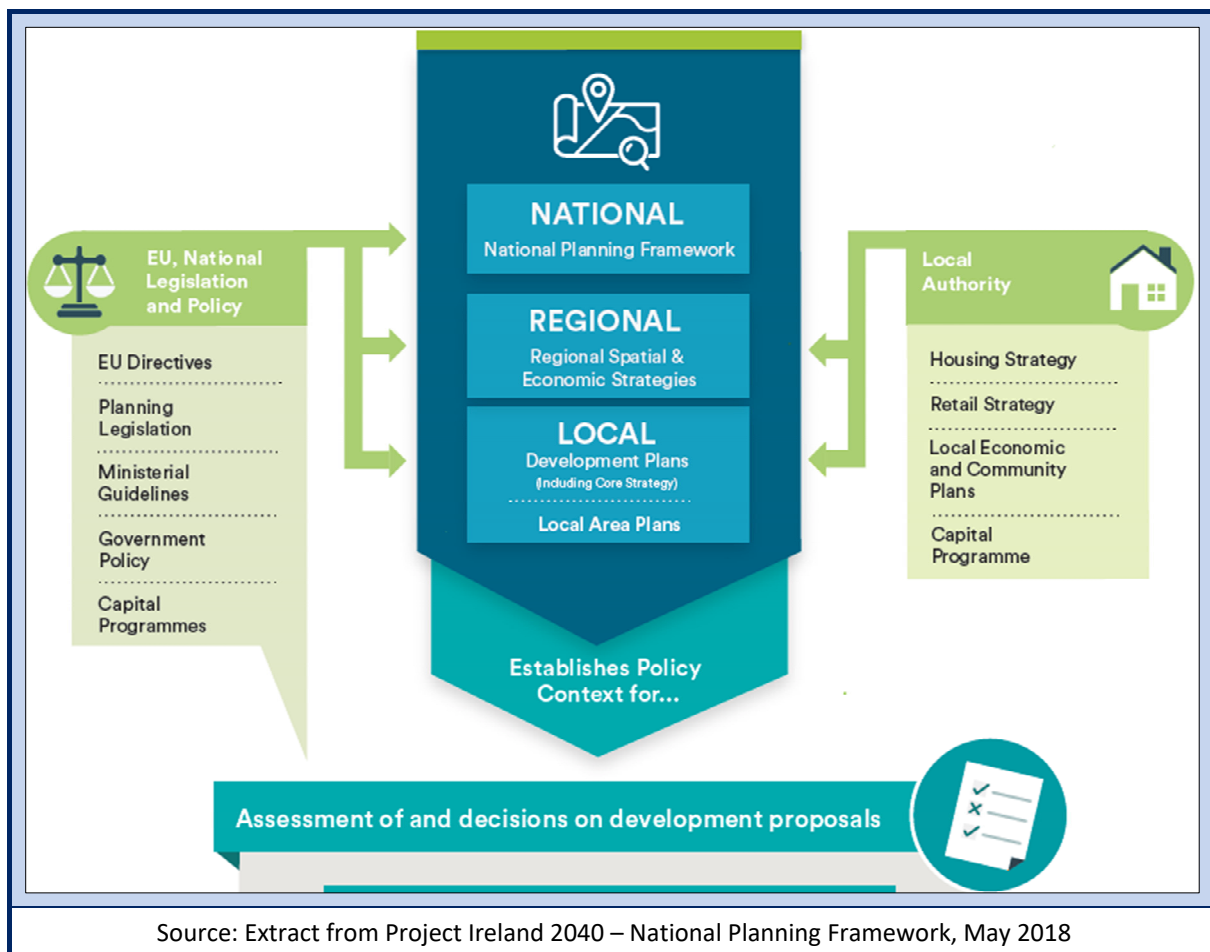 NATIONAL
National Planning Framework
EU, National
Legislation
and Policy
EU Directives
Planning
Legislation
Ministerial
Guidelines
Government
Policy
Capital
Programmes
REGIONAL
Regional Spatial &
Economic Strategies
LOCAL
Development Plans
(Including Core Strategy)
Local Area Plans
Local
Authority
Housing Strategy
Retail Strategy
Local Economic
and Community
Plans
Capital
Programme
Establishes Policy
Context for...
Assessment of and decisions on development proposals
Source: Extract from Project Ireland 2040 – National Planning Framework, May 2018